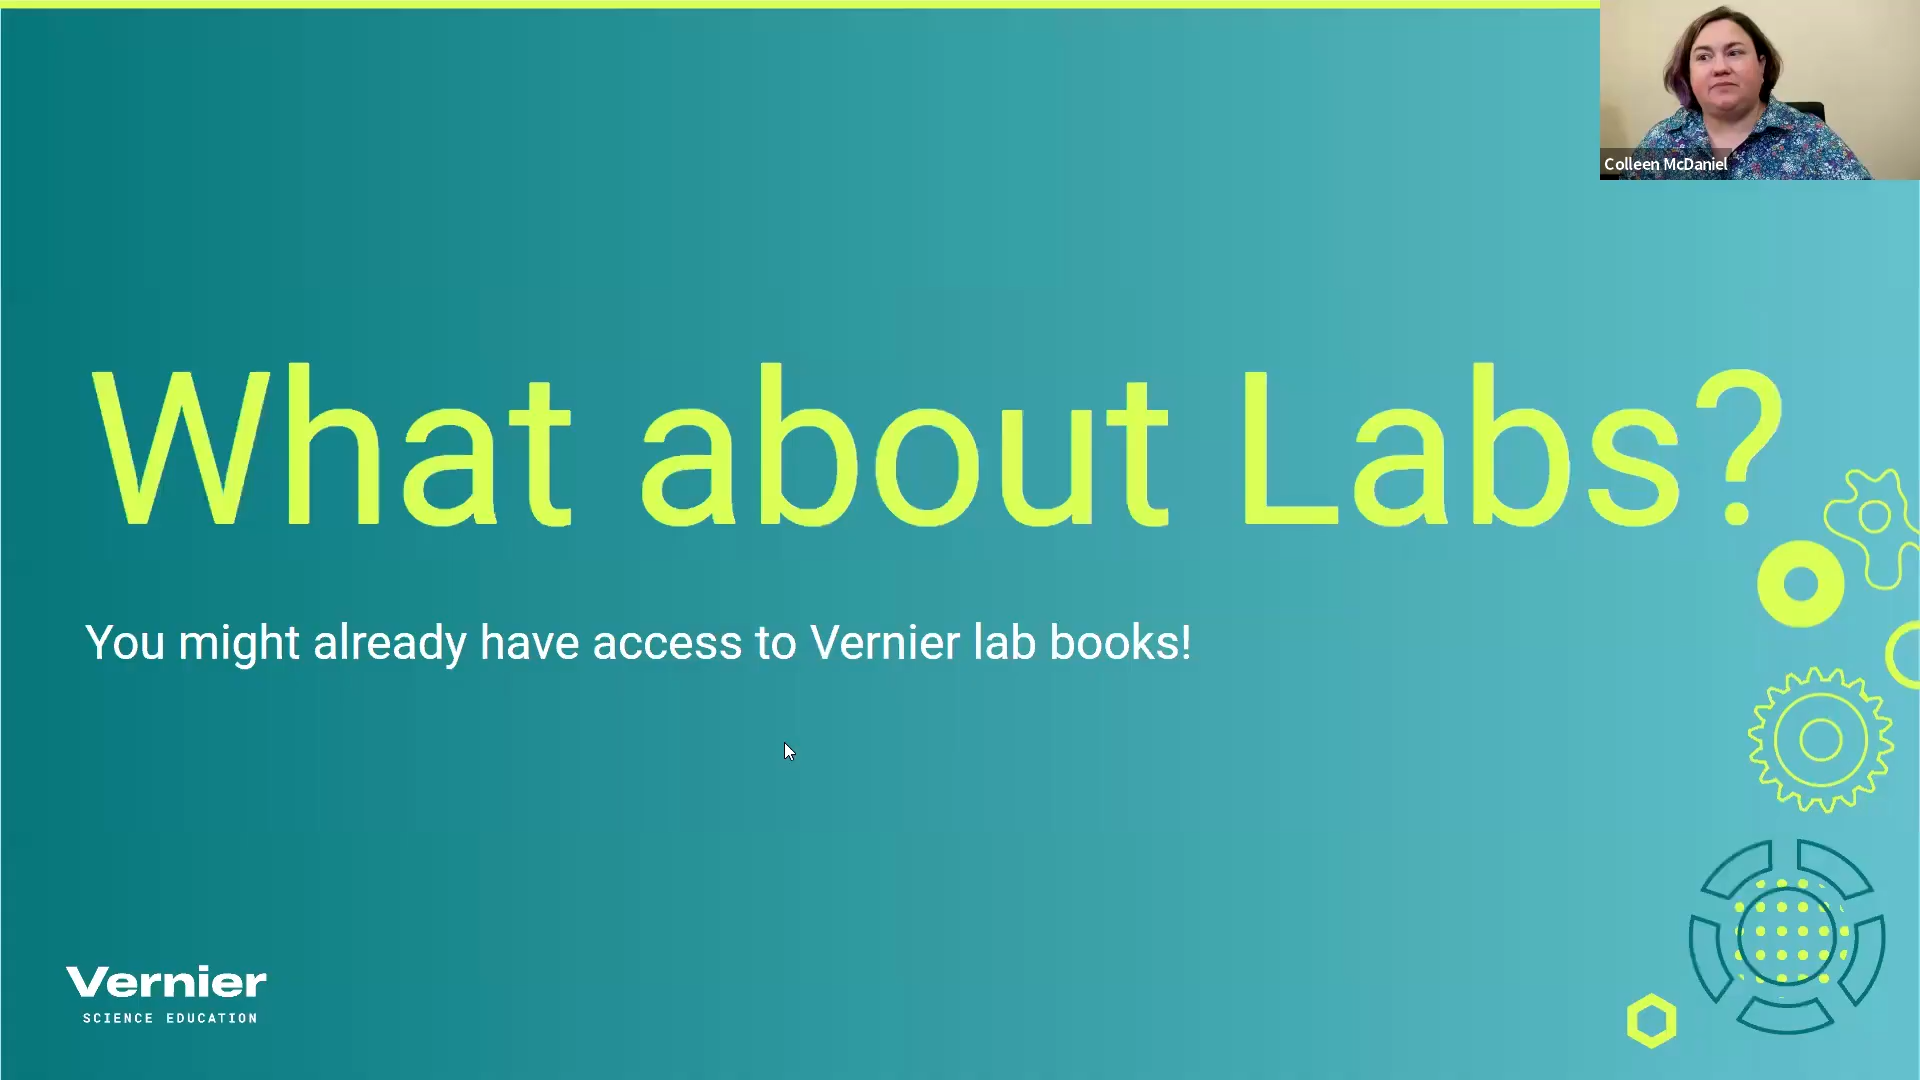 Colleen McDaniel
What about Labs?
You might already have access to Vernier lab books!
Vernier
SCIENCE EDUCATION